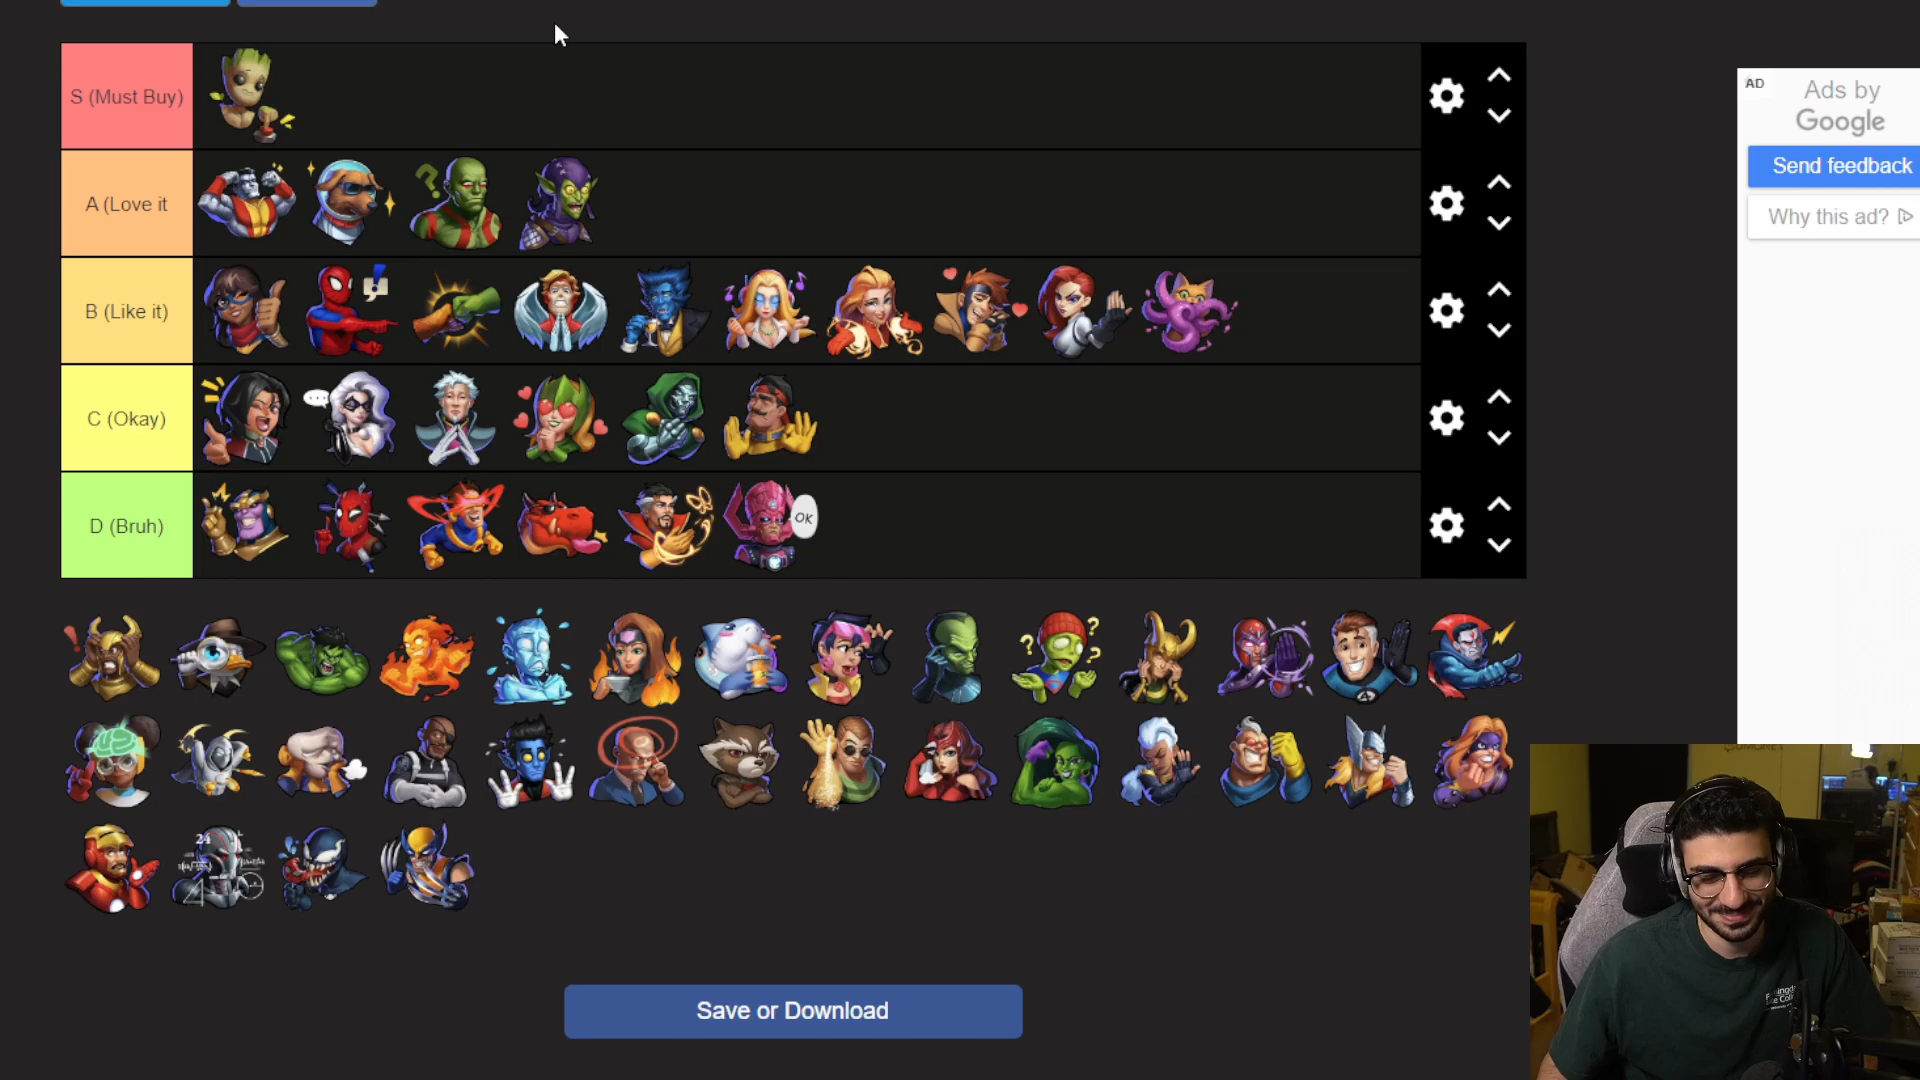 S (Must Buy)
A (Love it
B (Like it)
C (Okay)
D (Bruh)
OK
24
Save or Download
AD
Ads by
Google
Send feedback
Why this ad?